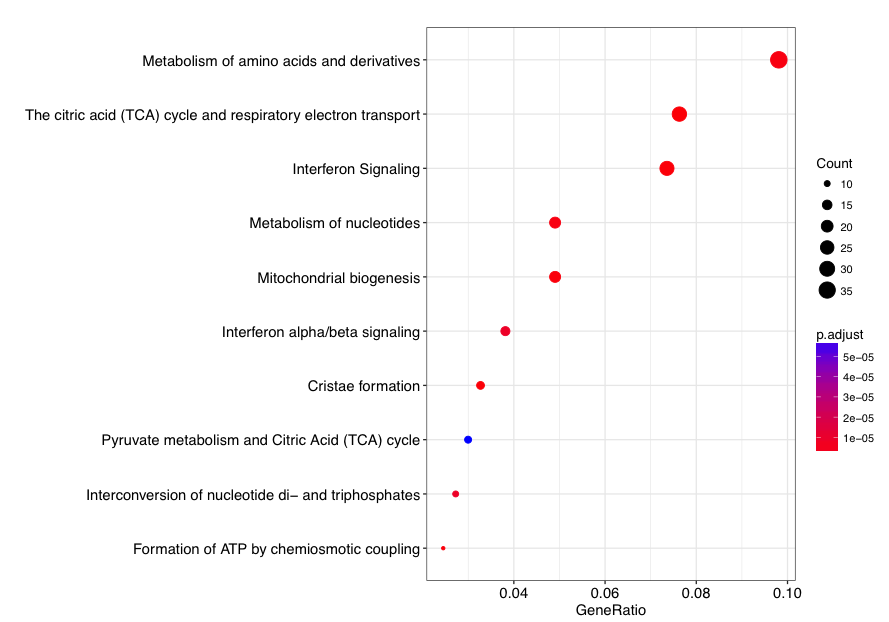 Metabolism of amino acids and derivatives
The citric acid (TCA) cycle and respiratory electron transport
Interferon Signaling
Metabolism of nucleotides
Mitochondrial biogenesis
Interferon alpha/beta signaling
Cristae formation
Pyruvate metabolism and Citric Acid (TCA) cycle
Interconversion of nucleotide di− and triphosphates
Formation of ATP by chemiosmotic coupling
0.04 0.06 0.08 0.10
GeneRatio
Count
10
15
20
25
30
35
p.adjust
5e−05
4e−05
3e−05
2e−05
1e−05